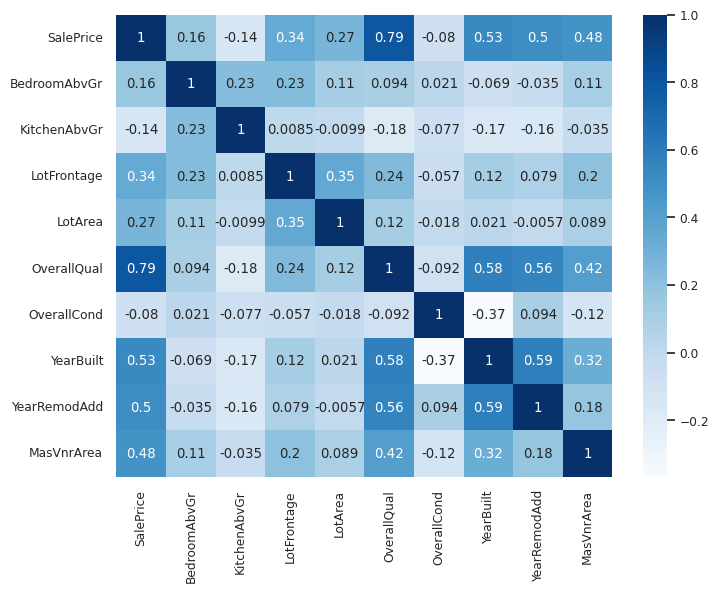 SalePrice 1 0.16 -0.14 0.34 0.27 0.79 -0.08 0.53 0.5 0.48
BedroomAbvGr 0.16 1 0.23 0.23 0.11 0.094 0.021 -0.069 -0.035 0.11
KitchenAbvGr -0.14 0.23 1 0.0085 -0.0099 -0.18 -0.077 -0.17 -0.16 -0.035
LotFrontage 0.34 0.23 0.0085 1 0.35 0.24 -0.057 0.12 0.079 0.2
LotArea 0.27 0.11 -0.0099 0.35 1 0.12 -0.018 0.021 -0.0057 0.089
OverallQual 0.79 0.094 -0.18 0.24 0.12 1 -0.092 0.58 0.56 0.42
OverallCond -0.08 0.021 -0.077 -0.057 -0.018 -0.092 1 -0.37 0.094 -0.12
YearBuilt 0.53 -0.069 -0.17 0.12 0.021 0.58 -0.37 1 0.59 0.32
YearRemodAdd 0.5 -0.035 -0.16 0.079 -0.0057 0.56 0.094 0.59 1 0.18
MasVnrArea 0.48 0.11 -0.035 0.2 0.089 0.42 -0.12 0.32 0.18 1
SalePrice
BedroomAbvGr
KitchenAbvGr
LotFrontage
LotArea
OverallQual
OverallCond
YearBuilt
YearRemodAdd
MasVnrArea
1.0
0.8
0.6
0.4
0.2
0.0
−0.2